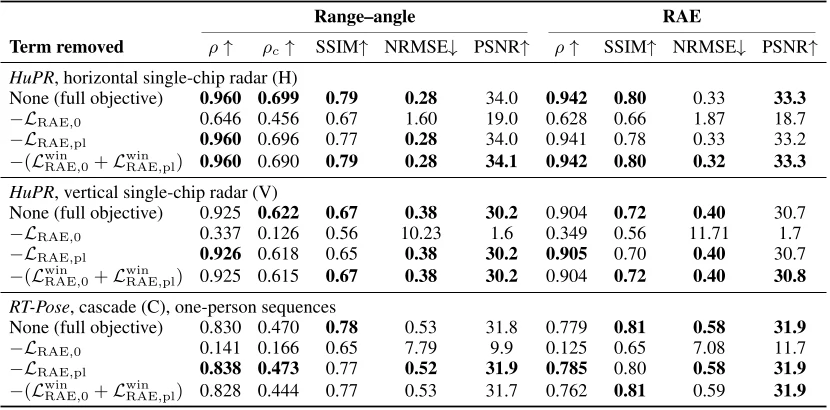 Range–angle RAE
Term removed ρ ↑ ρc ↑ SSIM↑ NRMSE↓ PSNR↑ ρ ↑ SSIM↑ NRMSE↓ PSNR↑
HuPR, horizontal single-chip radar (H)
None (full objective) 0.960 0.699 0.79 0.28 34.0 0.942 0.80 0.33 33.3
−ℒRAE,0 0.646 0.456 0.67 1.60 19.0 0.628 0.66 1.87 18.7
−ℒRAE,pl 0.960 0.696 0.77 0.28 34.0 0.941 0.78 0.33 33.2
−(ℒwinRAE,0 + ℒwinRAE,pl) 0.960 0.690 0.79 0.28 34.1 0.942 0.80 0.32 33.3
HuPR, vertical single-chip radar (V)
None (full objective) 0.925 0.622 0.67 0.38 30.2 0.904 0.72 0.40 30.7
−ℒRAE,0 0.337 0.126 0.56 10.23 1.6 0.349 0.56 11.71 1.7
−ℒRAE,pl 0.926 0.618 0.65 0.38 30.2 0.905 0.70 0.40 30.7
−(ℒwinRAE,0 + ℒwinRAE,pl) 0.925 0.615 0.67 0.38 30.2 0.904 0.72 0.40 30.8
RT-Pose, cascade (C), one-person sequences
None (full objective) 0.830 0.470 0.78 0.53 31.8 0.779 0.81 0.58 31.9
−ℒRAE,0 0.141 0.166 0.65 7.79 9.9 0.125 0.65 7.08 11.7
−ℒRAE,pl 0.838 0.473 0.77 0.52 31.9 0.785 0.80 0.58 31.9
−(ℒwinRAE,0 + ℒwinRAE,pl) 0.828 0.444 0.77 0.53 31.7 0.762 0.81 0.59 31.9